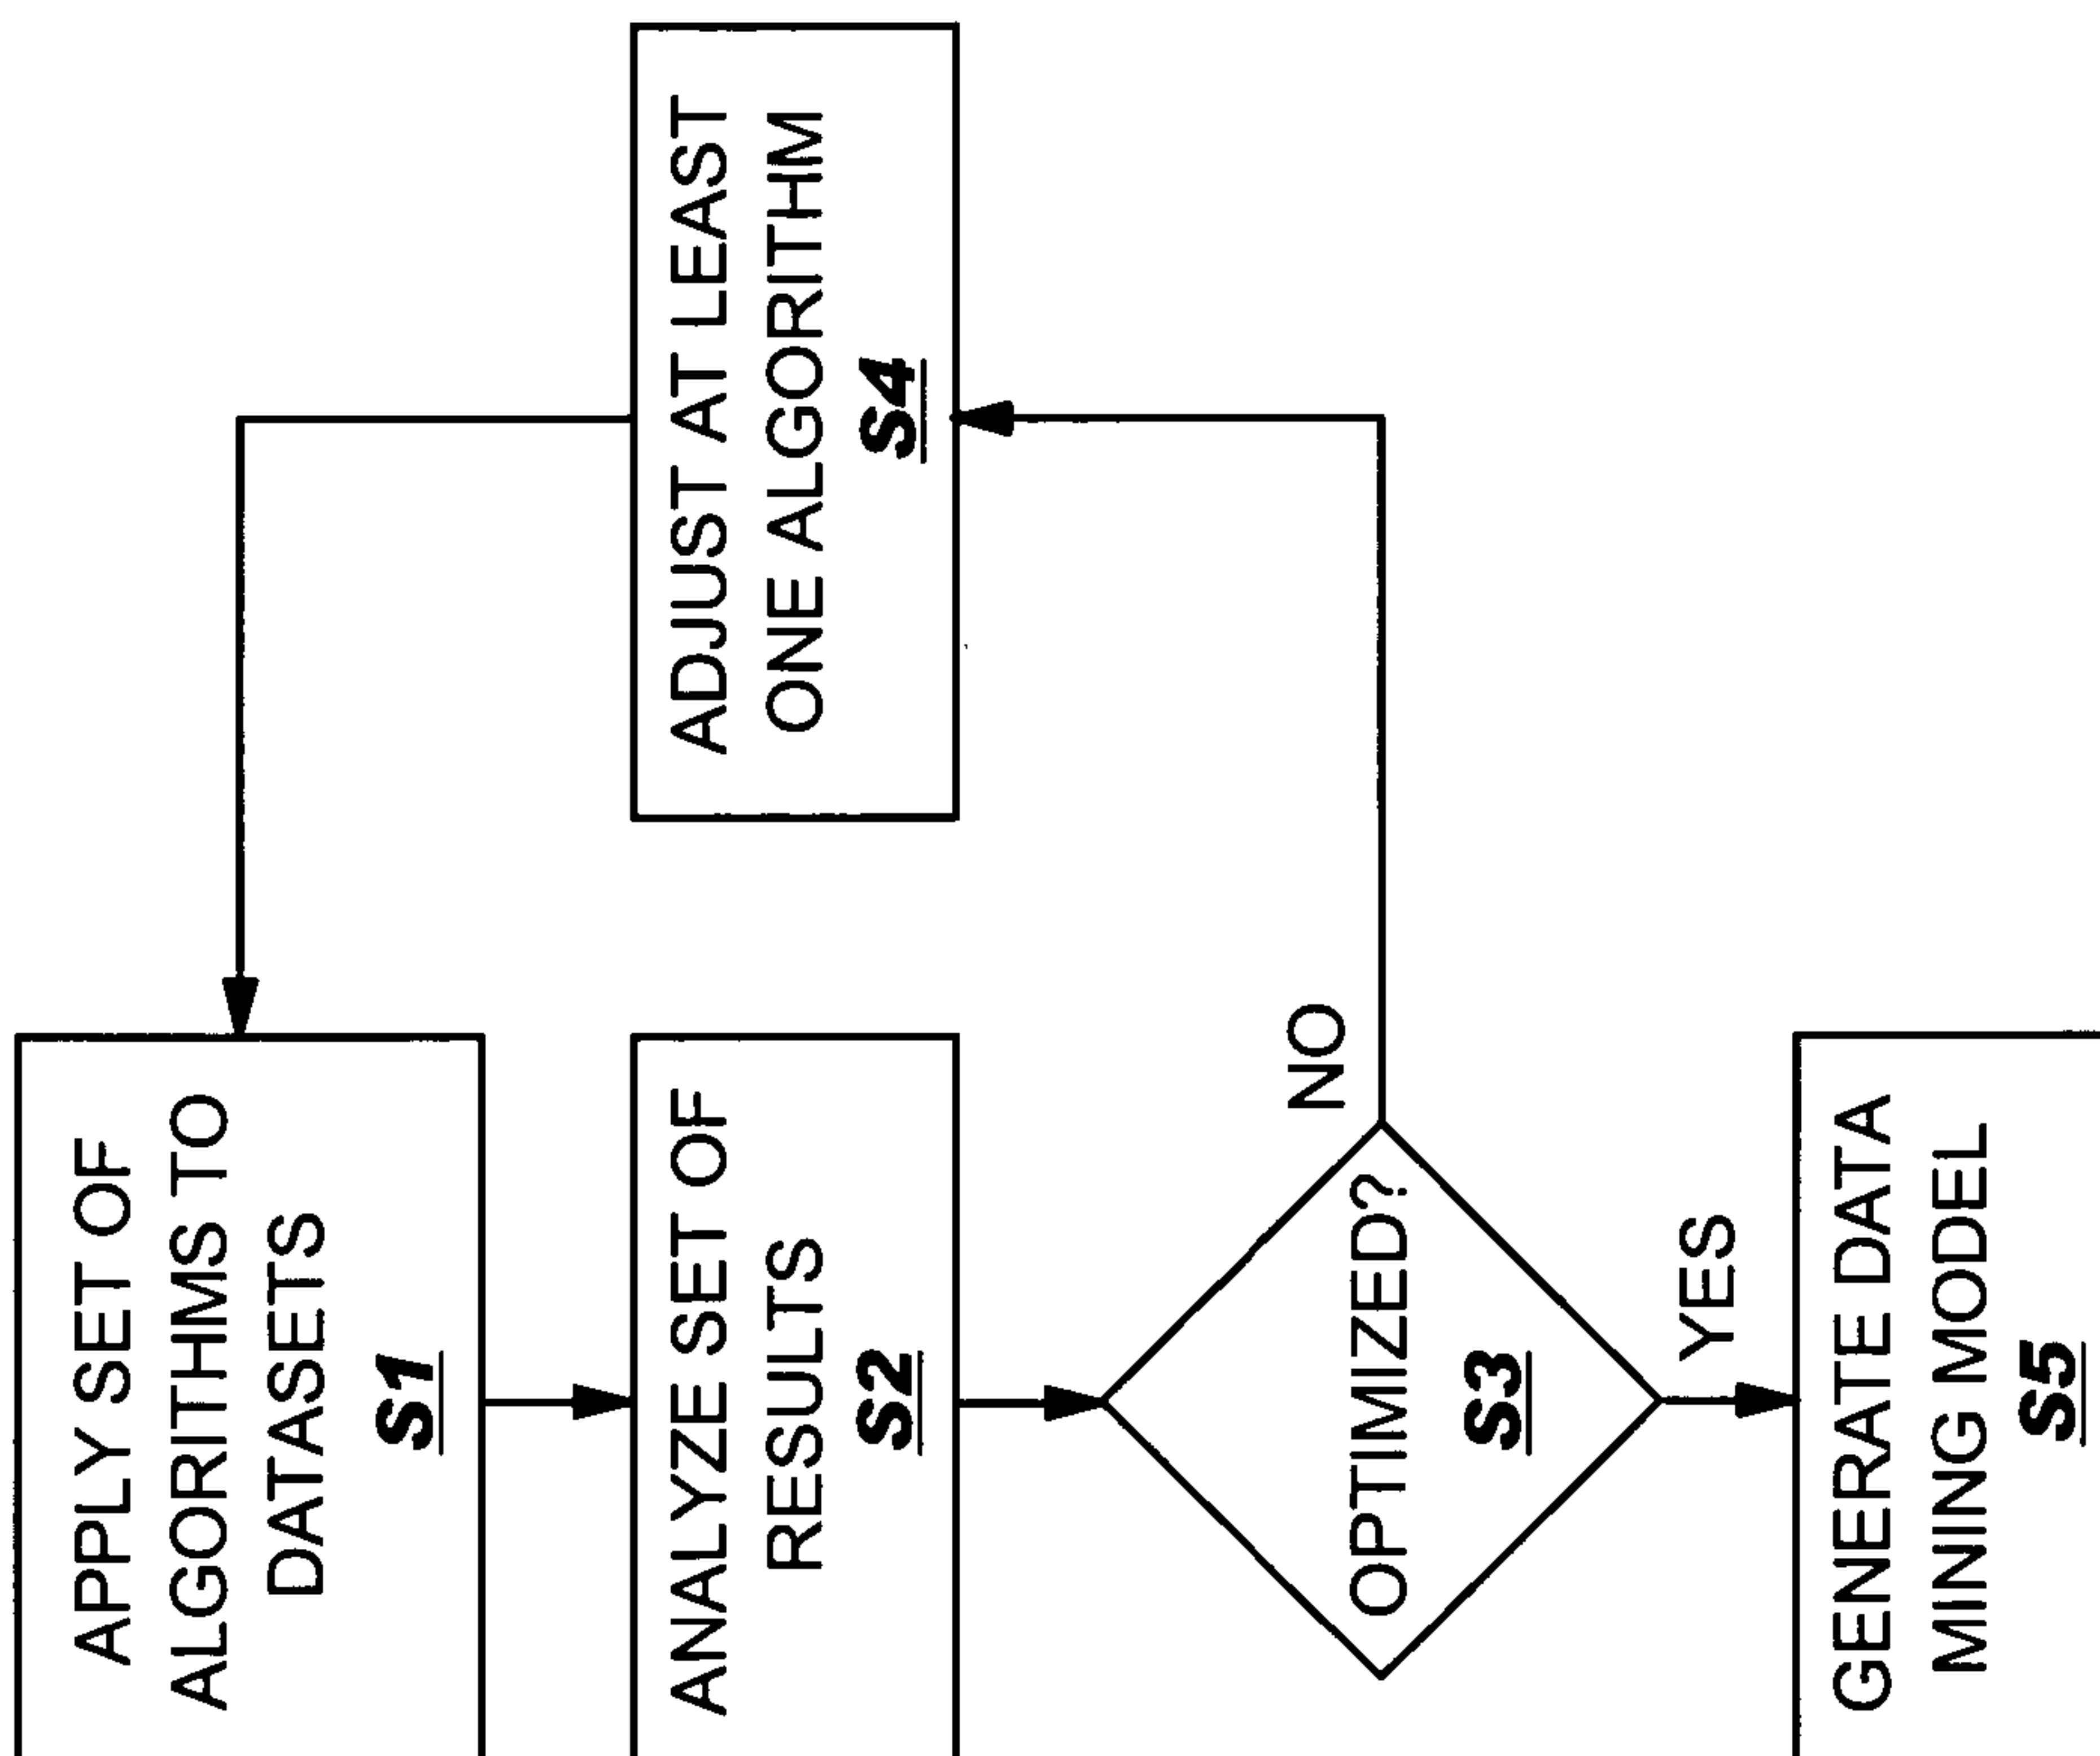 APPLY SET OF
ALGORITHMS TO
DATASETS
S1
ANALYZE SET OF
RESULTS
S2
OPTIMIZED?
S3
NO
ADJUST AT LEAST
ONE ALGORITHM
S4
YES
GENERATE DATA
MINING MODEL
S5